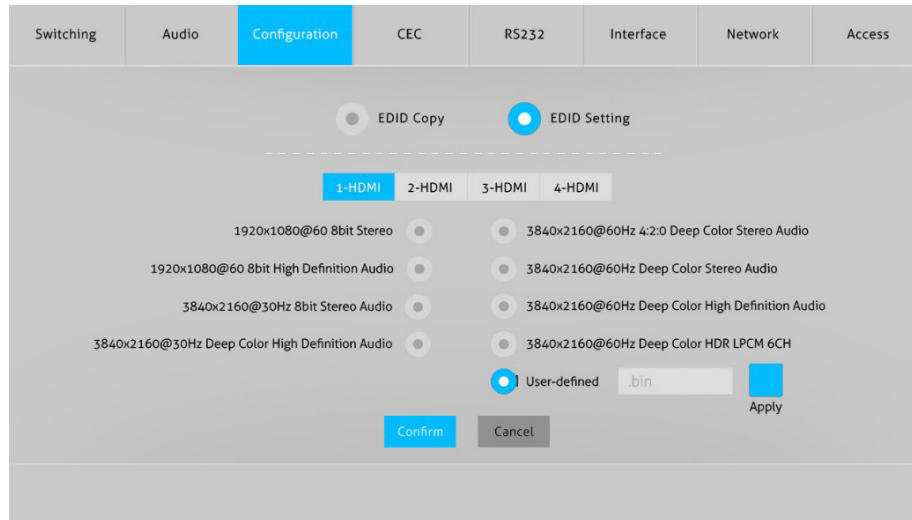 Switching Audio Configuration CEC RS232 Interface Network Access
EDID Copy EDID Setting
1-HDMI 2-HDMI 3-HDMI 4-HDMI
1920x1080@60 8bit Stereo 3840x2160@60Hz 4:2:0 Deep Color Stereo Audio
1920x1080@60 8bit High Definition Audio 3840x2160@60Hz Deep Color Stereo Audio
3840x2160@30Hz 8bit Stereo Audio 3840x2160@60Hz Deep Color High Definition Audio
3840x2160@30Hz Deep Color High Definition Audio 3840x2160@60Hz Deep Color HDR LPCM 6CH
User-defined .bin
Apply
Confirm Cancel